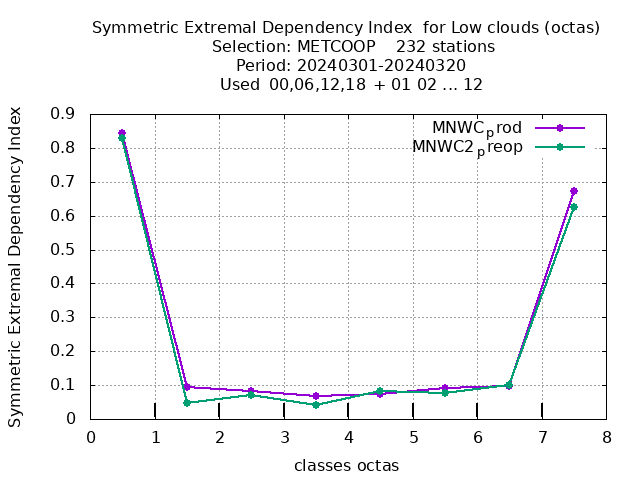 Symmetric Extremal Dependency Index  for Low clouds (octas)
Selection: METCOOP    232 stations
Period: 20240301-20240320
Used  00,06,12,18  + 01 02 ... 12
Symmetric Extremal Dependency Index
0.9
0.8
0.7
0.6
0.5
0.4
0.3
0.2
0.1
0
MNWCprod
MNWC2preop
0 1 2 3 4 5 6 7 8
classes octas